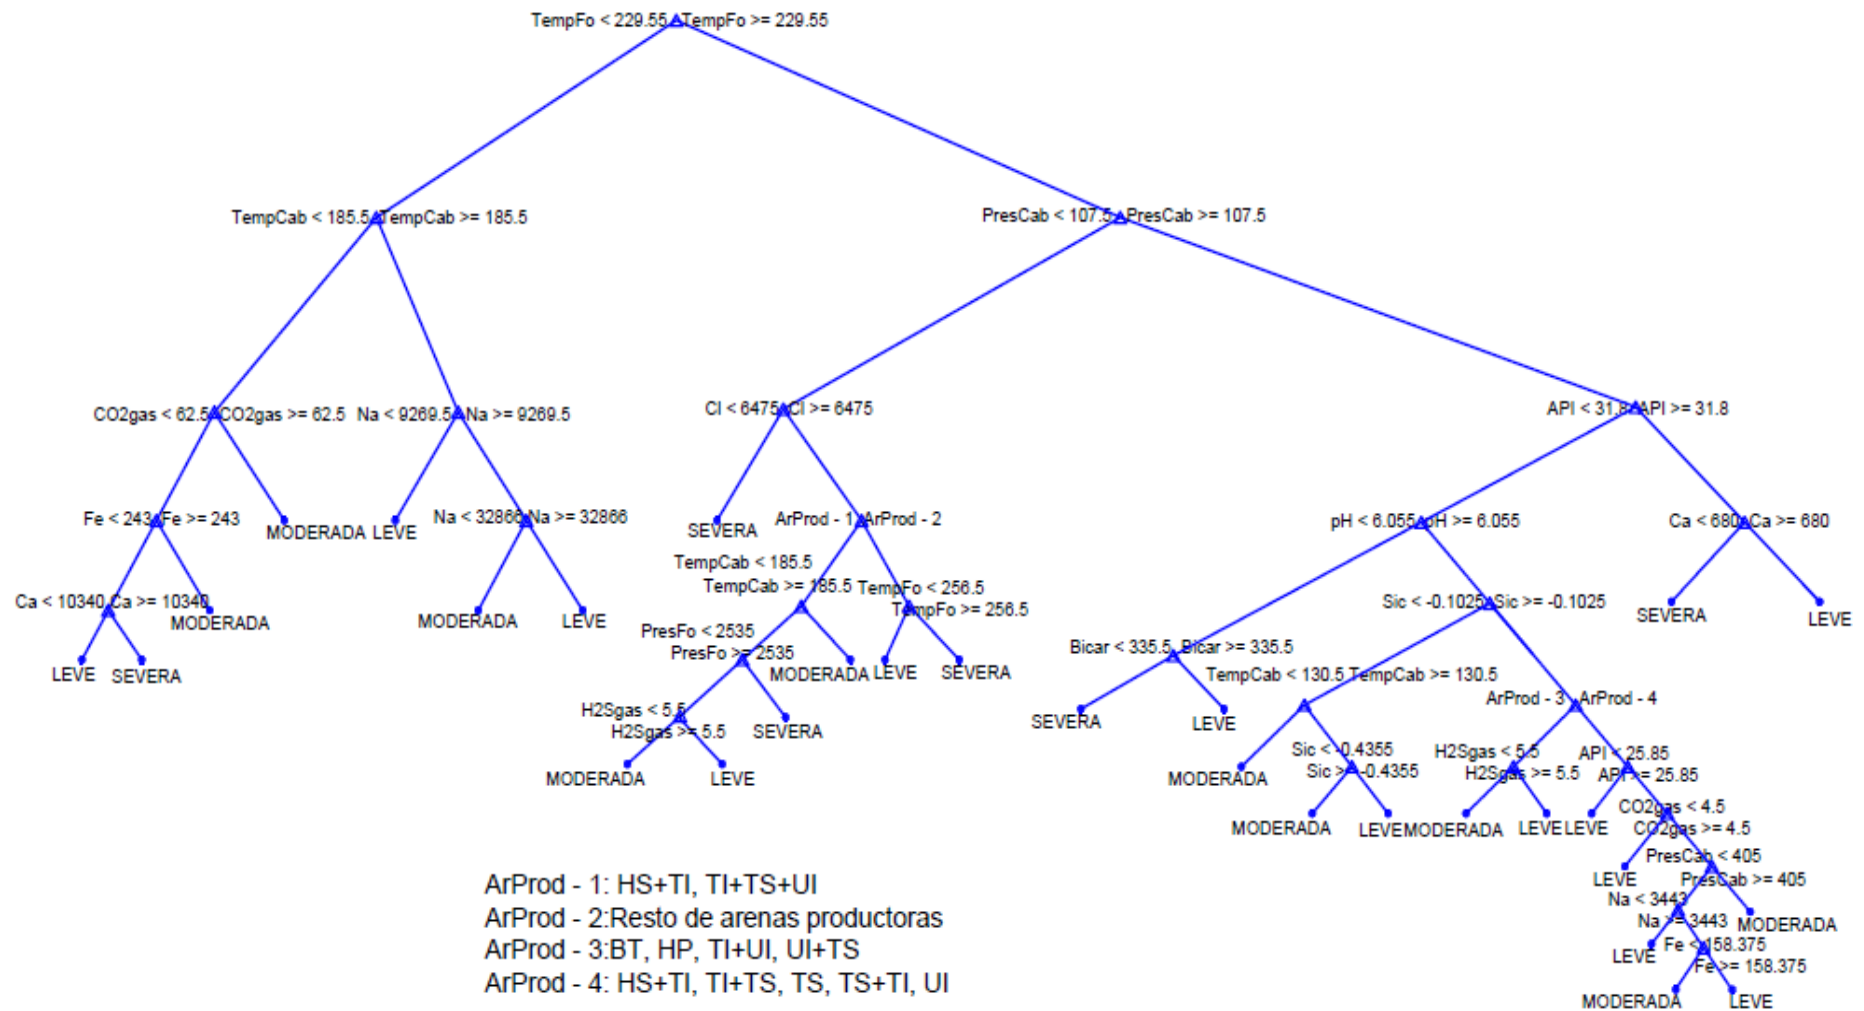 TempFo < 229.55 TempFo >= 229.55
TempCab < 185.5 TempCab >= 185.5
PresCab < 107.5 PresCab >= 107.5
CO2gas < 62.5 CO2gas >= 62.5
Na < 9269.5 Na >= 9269.5
Cl < 6475 Cl >= 6475
API < 31.8 API >= 31.8
Fe < 243 Fe >= 243
MODERADA
LEVE
Na < 32866 Na >= 32866
SEVERA
ArProd - 1 ArProd - 2
pH < 6.055 pH >= 6.055
Ca < 680 Ca >= 680
TempCab < 185.5
TempCab >= 185.5
TempFo < 256.5
TempFo >= 256.5
Ca < 10340 Ca >= 10340
MODERADA
MODERADA
LEVE
Sic < -0.1025 Sic >= -0.1025
SEVERA
LEVE
PresFo < 2535
PresFo >= 2535
Bicar < 335.5 Bicar >= 335.5
LEVE
SEVERA
MODERADA
LEVE
SEVERA
TempCab < 130.5 TempCab >= 130.5
ArProd - 3 ArProd - 4
H2Sgas < 5.5
H2Sgas >= 5.5
SEVERA
SEVERA
LEVE
Sic < -0.4355
Sic >= -0.4355
H2Sgas < 5.5
H2Sgas >= 5.5
API < 25.85
API >= 25.85
MODERADA
LEVE
MODERADA
CO2gas < 4.5
CO2gas >= 4.5
MODERADA
LEVE
MODERADA
LEVE
LEVE
PresCab < 405
PresCab >= 405
LEVE
Na < 3443
Na >= 3443
MODERADA
Fe < 158.375
Fe >= 158.375
LEVE
MODERADA
LEVE
ArProd - 1: HS+TI, TI+TS+UI
ArProd - 2:Resto de arenas productoras
ArProd - 3:BT, HP, TI+UI, UI+TS
ArProd - 4: HS+TI, TI+TS, TS, TS+TI, UI